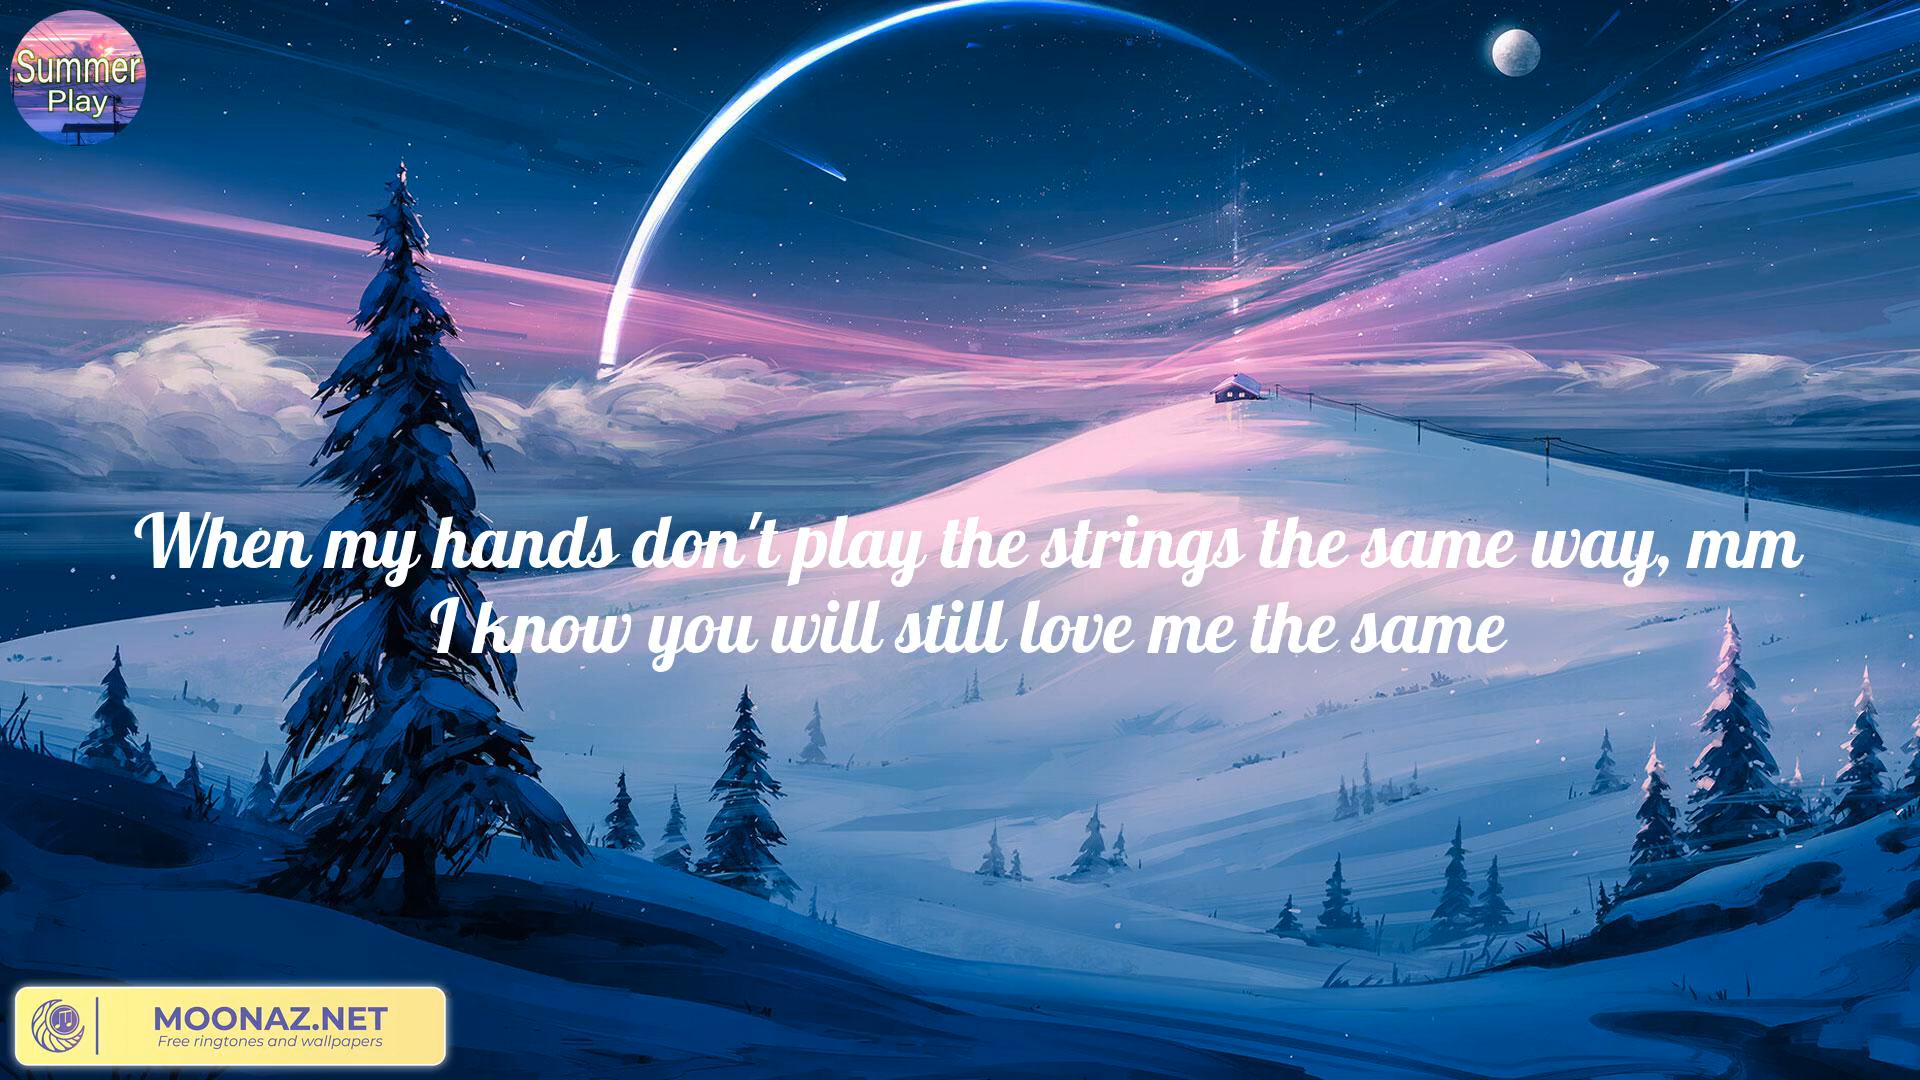 Summer
Play
When my hands don't play the strings the same way, mm
I know you will still love me the same
MOONAZ.NET
Free ringtones and wallpapers